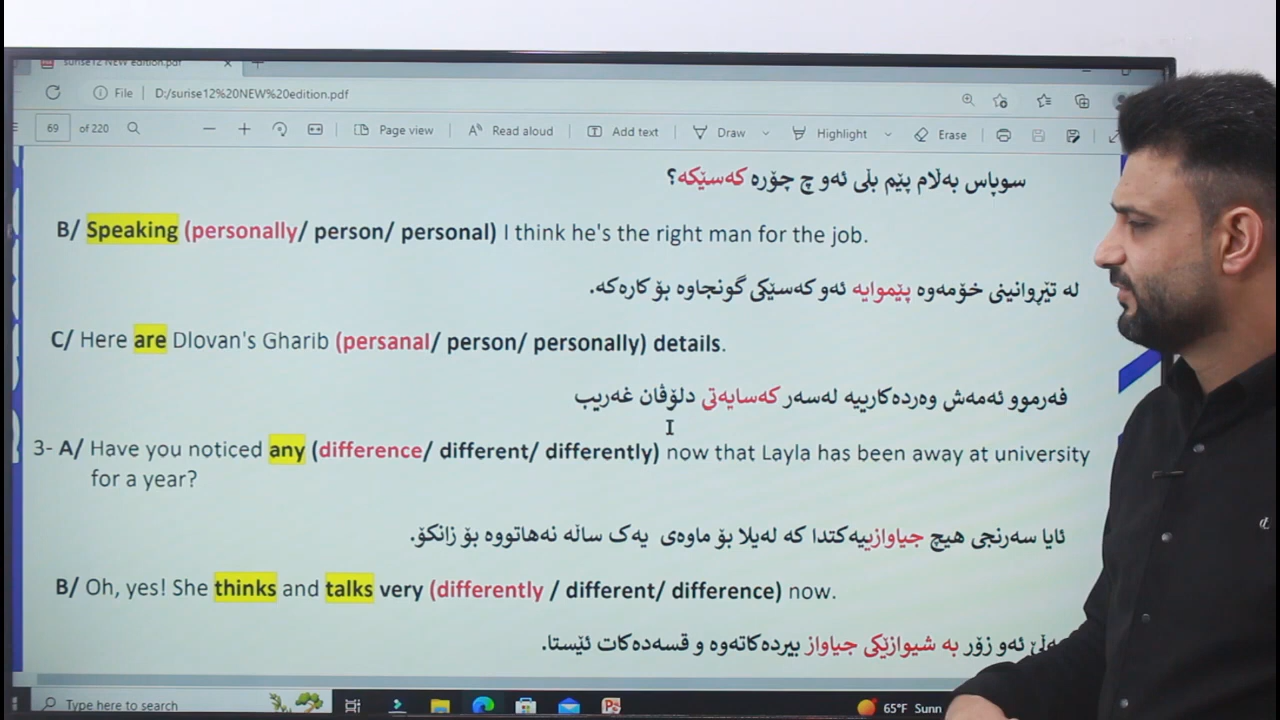 sunrise12 NEW edition.pdf
File D:/sunrise12%20NEW%20edition.pdf
69 of 220 Page view Read aloud Add text Draw Highlight Erase
سوپاس بەڵام پێم بڵێ ئەو چ جۆرە کەسێکە؟
B/ Speaking (personally/ person/ personal) I think he's the right man for the job.
لە تێڕوانینی خۆمەوە پێموایە ئەو کەسێکی گونجاوە بۆ کارەکە.
C/ Here are Dlovan's Gharib (persanal/ person/ personally) details.
فەرموو ئەمەش وەردەکارییە لەسەر کەسایەتی دلۆڤان غەریب
3- A/ Have you noticed any (difference/ different/ differently) now that Layla has been away at university
for a year?
ئایا سەرنجی هیچ جیاوازییەکتدا کە لەیلا بۆ ماوەی یەک ساڵە نەهاتووە بۆ زانکۆ.
B/ Oh, yes! She thinks and talks very (differently / different/ difference) now.
ئەو زۆر بە شیوازێکی جیاواز بیردەکاتەوە و قسەدەکات ئێستا.
Type here to search
65°F Sunn